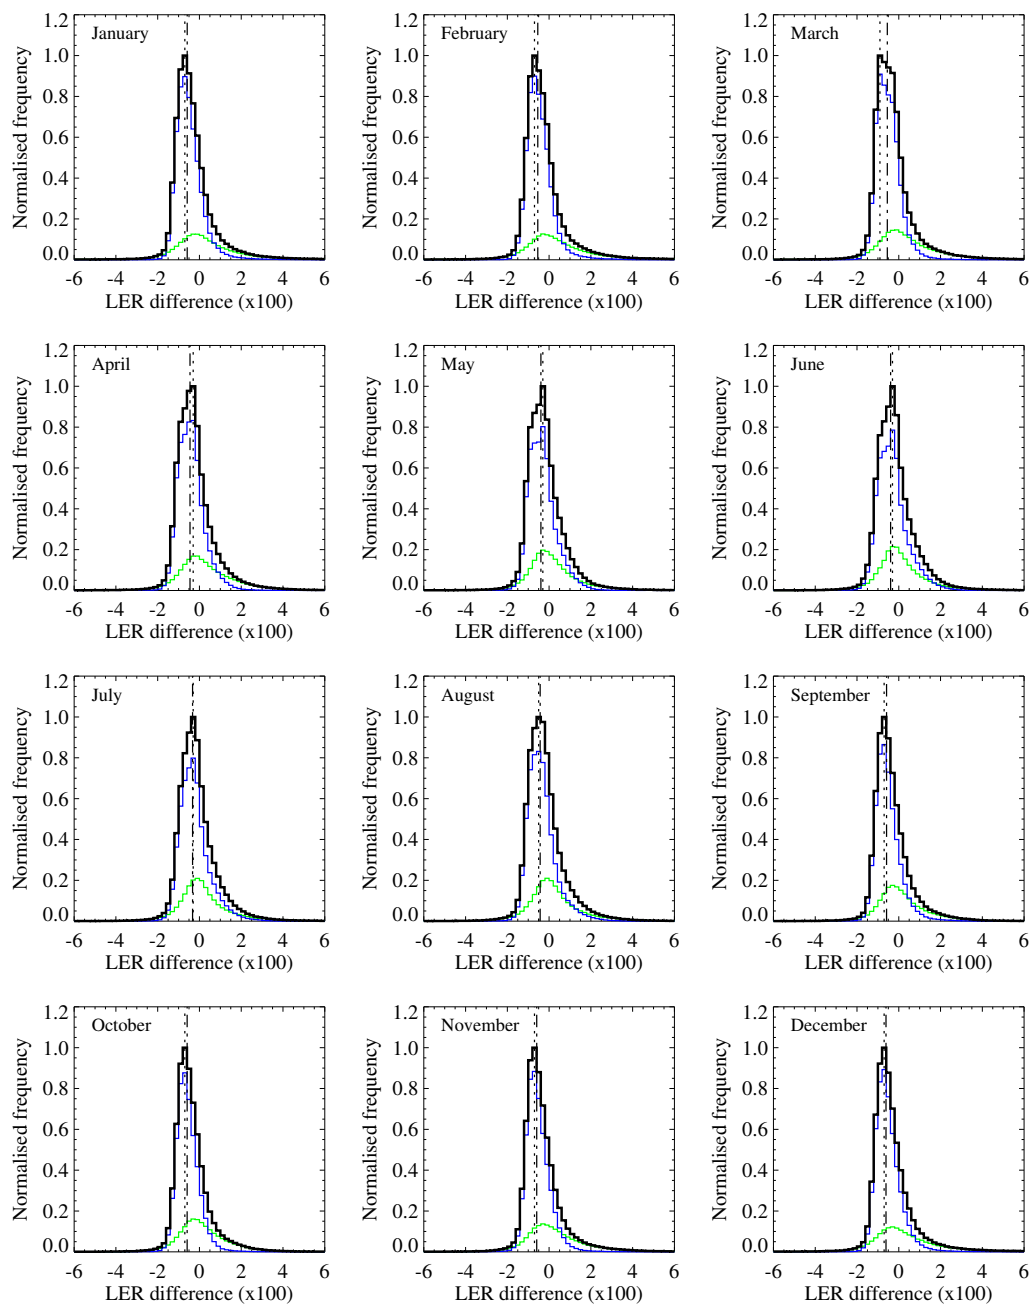 January
1.2
1.0
0.8
0.6
0.4
0.2
0.0
Normalised frequency
-6 -4 -2 0 2 4 6
LER difference (x100)
February
1.2
1.0
0.8
0.6
0.4
0.2
0.0
Normalised frequency
-6 -4 -2 0 2 4 6
LER difference (x100)
March
1.2
1.0
0.8
0.6
0.4
0.2
0.0
Normalised frequency
-6 -4 -2 0 2 4 6
LER difference (x100)
April
1.2
1.0
0.8
0.6
0.4
0.2
0.0
Normalised frequency
-6 -4 -2 0 2 4 6
LER difference (x100)
May
1.2
1.0
0.8
0.6
0.4
0.2
0.0
Normalised frequency
-6 -4 -2 0 2 4 6
LER difference (x100)
June
1.2
1.0
0.8
0.6
0.4
0.2
0.0
Normalised frequency
-6 -4 -2 0 2 4 6
LER difference (x100)
July
1.2
1.0
0.8
0.6
0.4
0.2
0.0
Normalised frequency
-6 -4 -2 0 2 4 6
LER difference (x100)
August
1.2
1.0
0.8
0.6
0.4
0.2
0.0
Normalised frequency
-6 -4 -2 0 2 4 6
LER difference (x100)
September
1.2
1.0
0.8
0.6
0.4
0.2
0.0
Normalised frequency
-6 -4 -2 0 2 4 6
LER difference (x100)
October
1.2
1.0
0.8
0.6
0.4
0.2
0.0
Normalised frequency
-6 -4 -2 0 2 4 6
LER difference (x100)
November
1.2
1.0
0.8
0.6
0.4
0.2
0.0
Normalised frequency
-6 -4 -2 0 2 4 6
LER difference (x100)
December
1.2
1.0
0.8
0.6
0.4
0.2
0.0
Normalised frequency
-6 -4 -2 0 2 4 6
LER difference (x100)